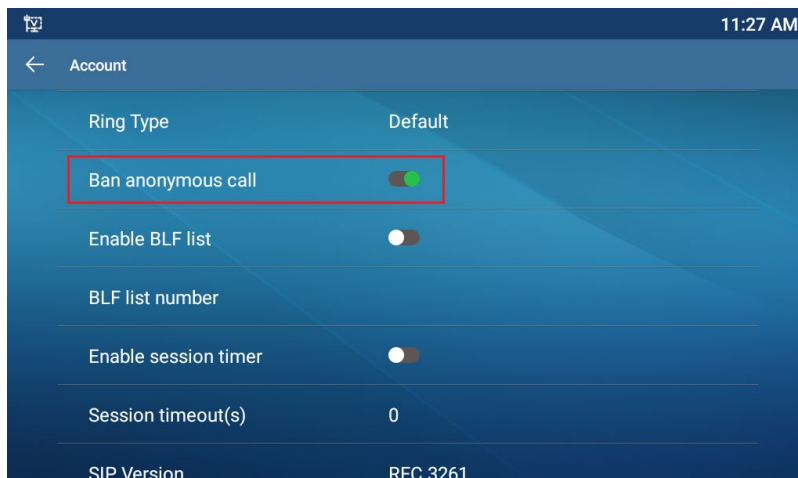 11:27 AM
Account
Ring Type Default
Ban anonymous call
Enable BLF list
BLF list number
Enable session timer
Session timeout(s) 0
SIP Version RFC 3261